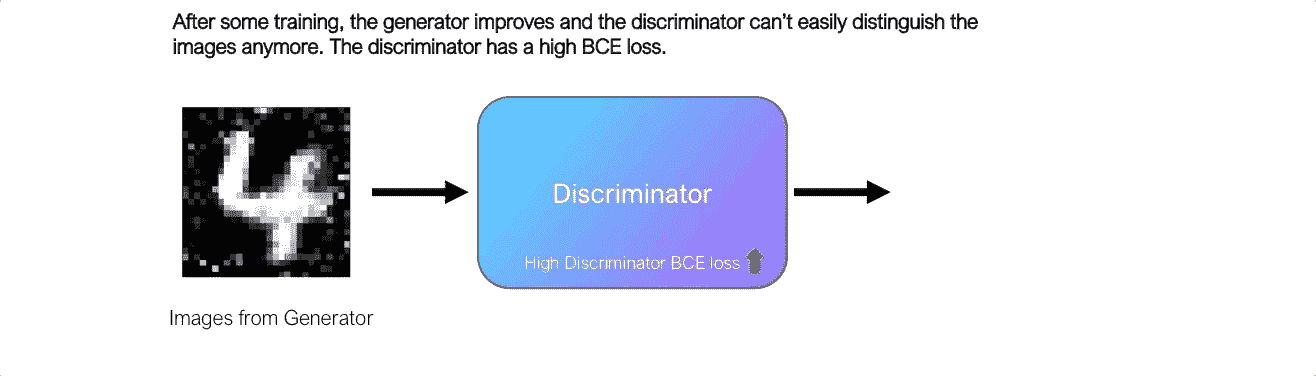 After some training, the generator improves and the discriminator can't easily distinguish the
images anymore. The discriminator has a high BCE loss.
Discriminator
High Discriminator BCE loss
Images from Generator